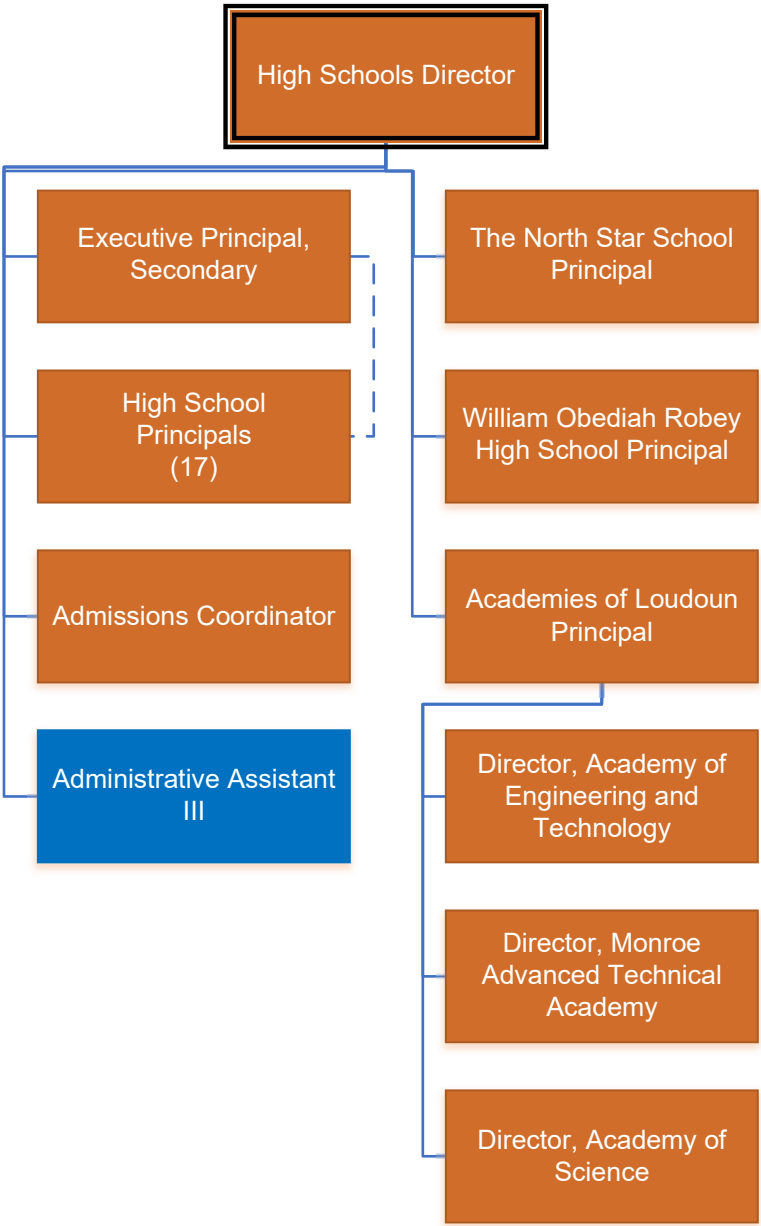 High Schools Director
Executive Principal,
Secondary
High School
Principals
(17)
Admissions Coordinator
Administrative Assistant
III
The North Star School
Principal
William Obediah Robey
High School Principal
Academies of Loudoun
Principal
Director, Academy of
Engineering and
Technology
Director, Monroe
Advanced Technical
Academy
Director, Academy of
Science